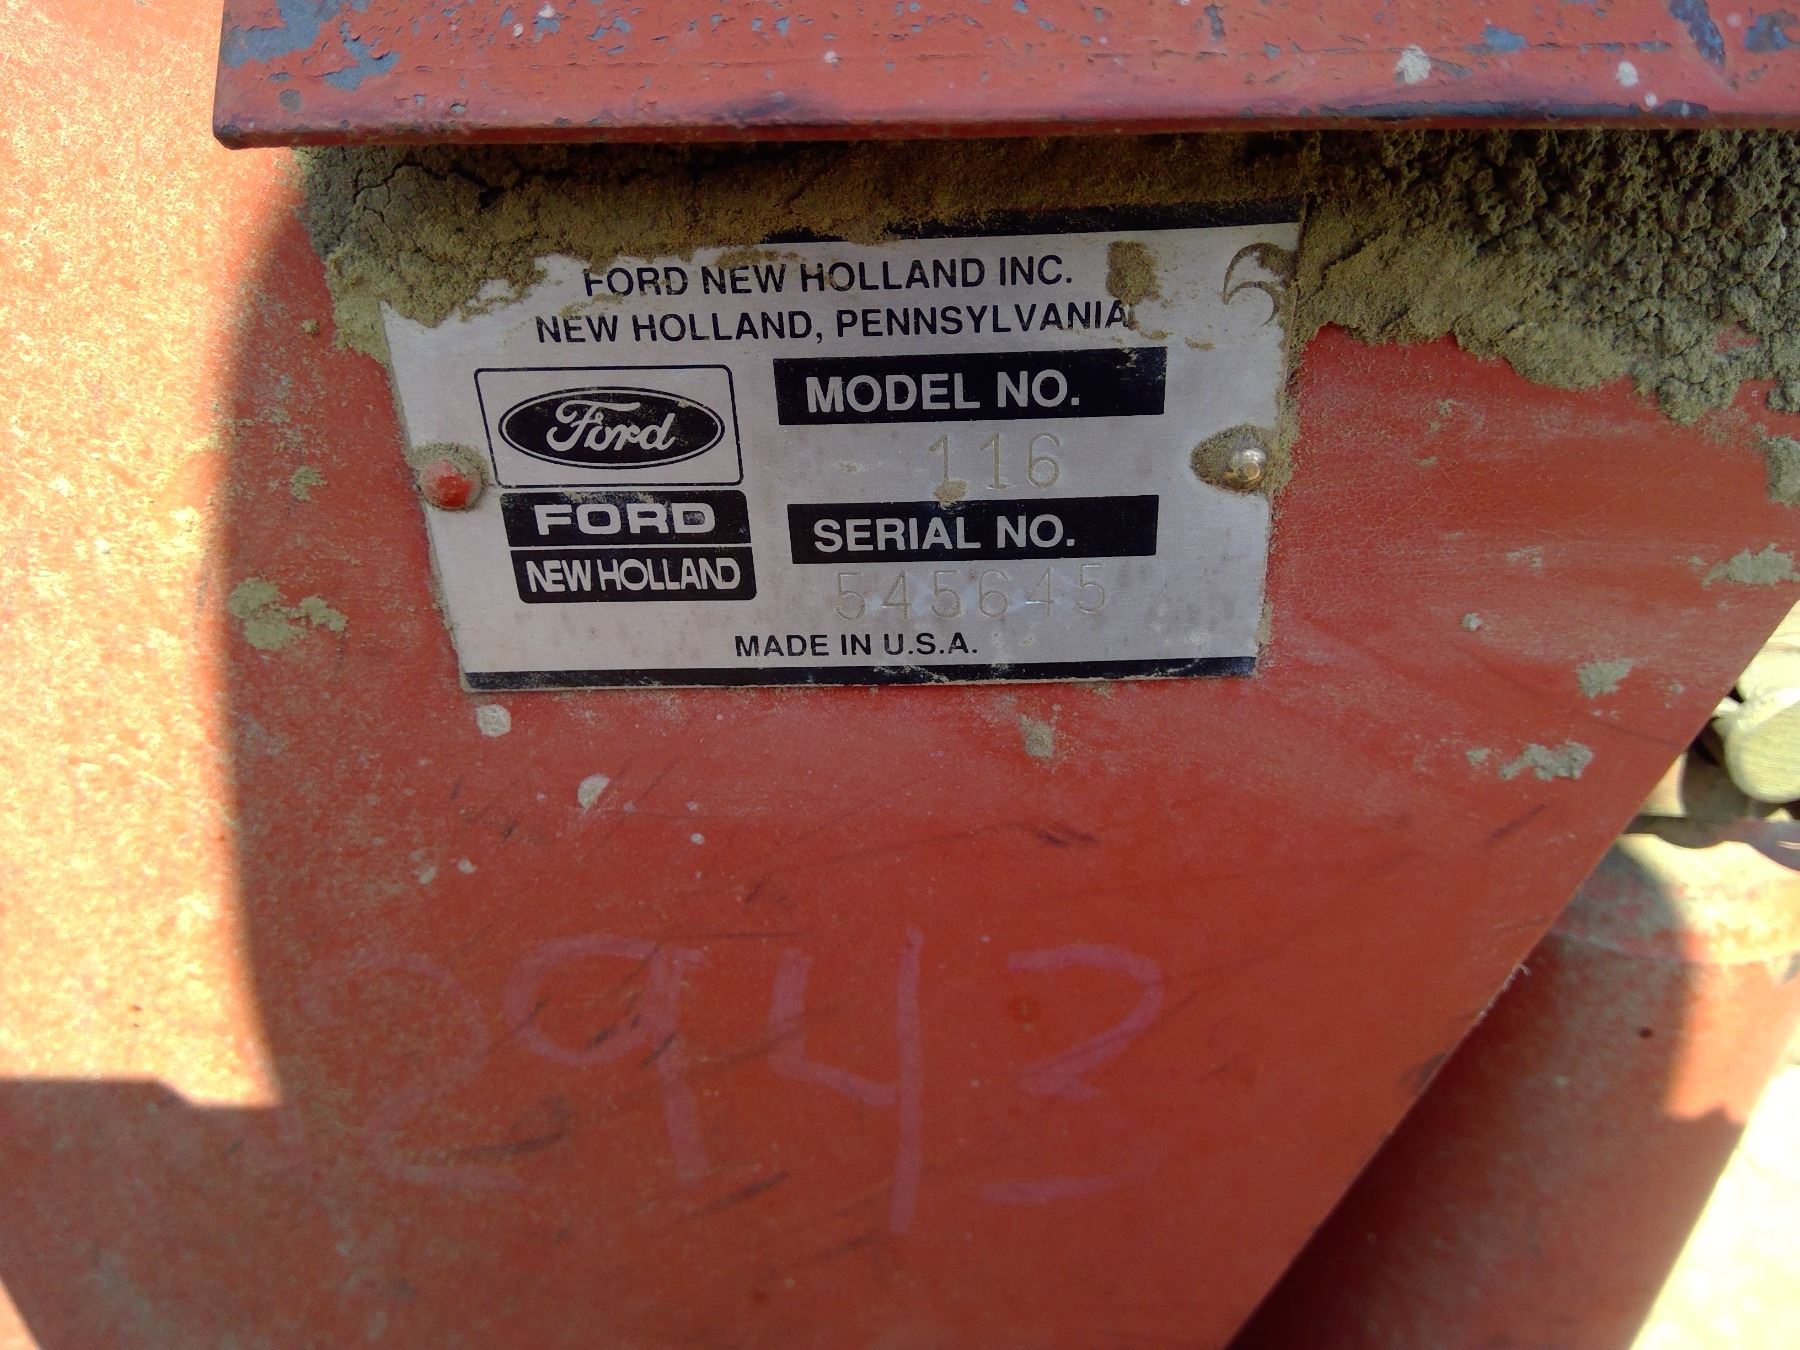 FORD NEW HOLLAND INC.
NEW HOLLAND, PENNSYLVANIA
Ford
FORD
NEW HOLLAND
MODEL NO.
116
SERIAL NO.
545645
MADE IN U.S.A.